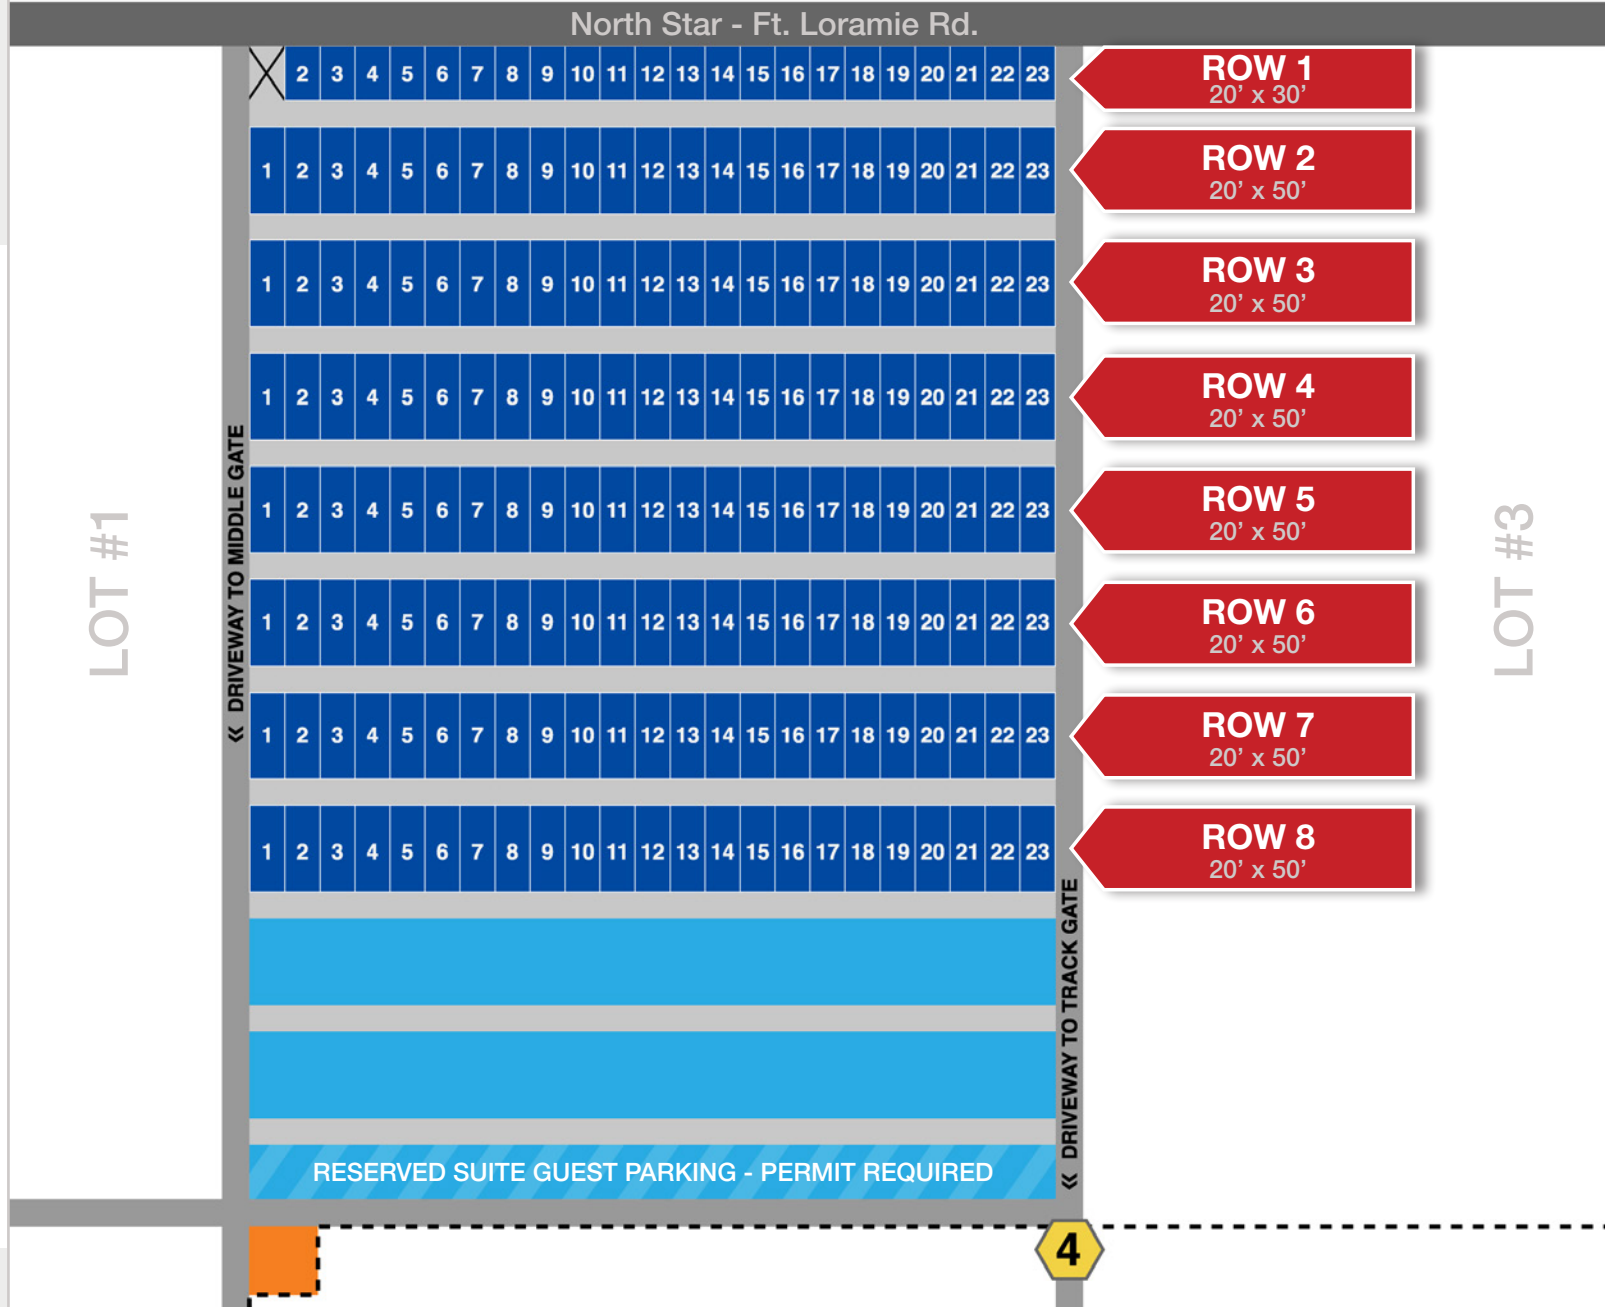 North Star - Ft. Loramie Rd.
2 3 4 5 6 7 8 9 10 11 12 13 14 15 16 17 18 19 20 21 22 23
ROW 1
20' x 30'
1 2 3 4 5 6 7 8 9 10 11 12 13 14 15 16 17 18 19 20 21 22 23
ROW 2
20' x 50'
1 2 3 4 5 6 7 8 9 10 11 12 13 14 15 16 17 18 19 20 21 22 23
ROW 3
20' x 50'
1 2 3 4 5 6 7 8 9 10 11 12 13 14 15 16 17 18 19 20 21 22 23
ROW 4
20' x 50'
1 2 3 4 5 6 7 8 9 10 11 12 13 14 15 16 17 18 19 20 21 22 23
ROW 5
20' x 50'
1 2 3 4 5 6 7 8 9 10 11 12 13 14 15 16 17 18 19 20 21 22 23
ROW 6
20' x 50'
1 2 3 4 5 6 7 8 9 10 11 12 13 14 15 16 17 18 19 20 21 22 23
ROW 7
20' x 50'
1 2 3 4 5 6 7 8 9 10 11 12 13 14 15 16 17 18 19 20 21 22 23
ROW 8
20' x 50'
LOT #1
« DRIVEWAY TO MIDDLE GATE
LOT #3
« DRIVEWAY TO TRACK GATE
RESERVED SUITE GUEST PARKING - PERMIT REQUIRED
4